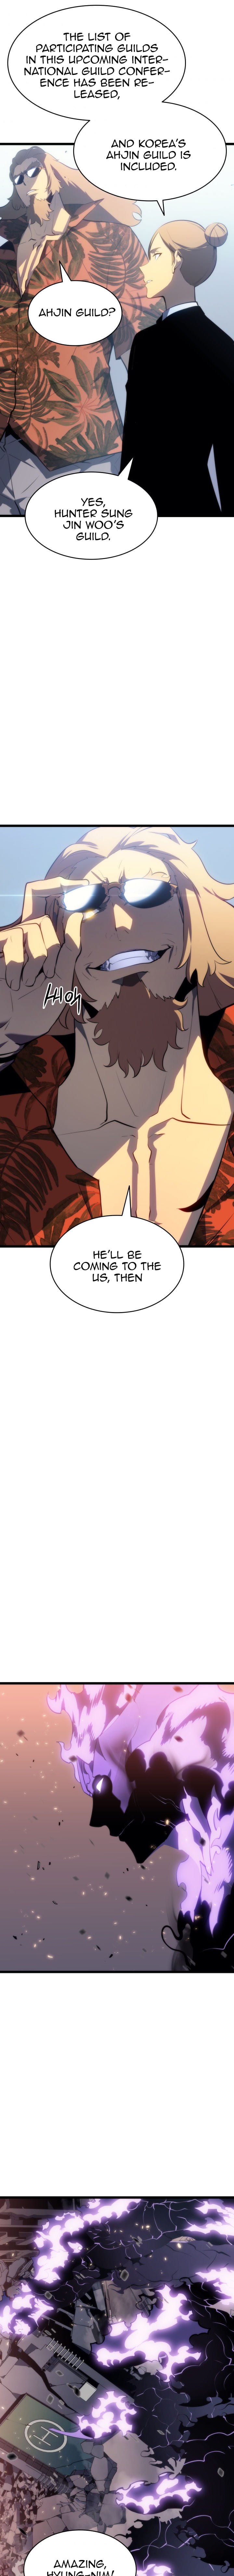 THE LIST OF
PARTICIPATING GUILDS
IN THIS UPCOMING INTER-
NATIONAL GUILD CONFER-
ENCE HAS BEEN RE-
LEASED,
AND KOREA'S
AHJIN GUILD IS
INCLUDED.
AHJIN GUILD?
YES,
HUNTER SUNG
JIN WOO'S
GUILD.
HE'LL BE
COMING TO THE
US, THEN
AMAZING,
HYUNG-NIM!